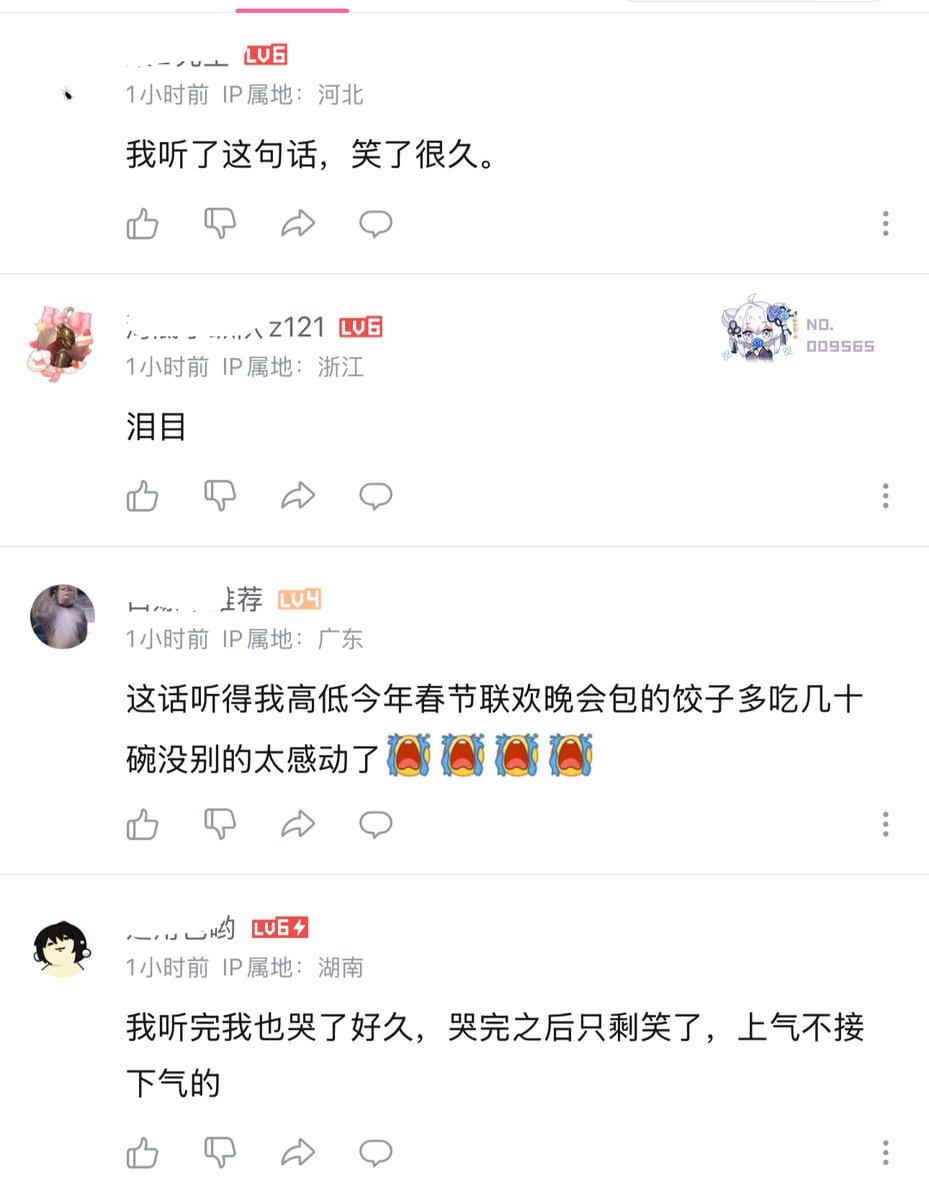 LV6
1小时前 IP属地：河北
我听了这句话，笑了很久。
z121 LV6
NO.
009565
1小时前 IP属地：浙江
泪目
推荐 LV4
1小时前 IP属地：广东
这话听得我高低今年春节联欢晚会包的饺子多吃几十
碗没别的太感动了😭😭😭😭
哟 LV6
1小时前 IP属地：湖南
我听完我也哭了好久，哭完之后只剩笑了，上气不接
下气的